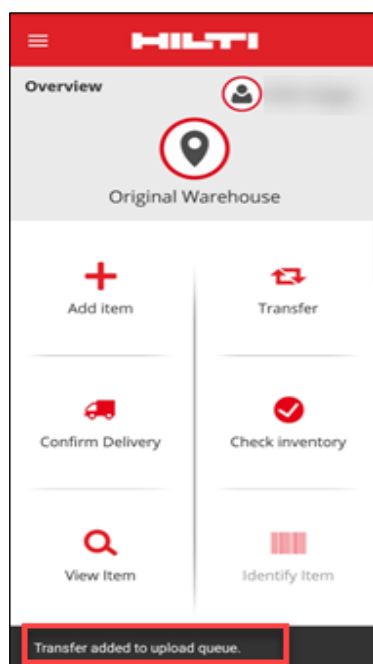 HILTI
Overview
Original Warehouse
Add item
Transfer
Confirm Delivery
Check inventory
View Item
Identify Item
Transfer added to upload queue.